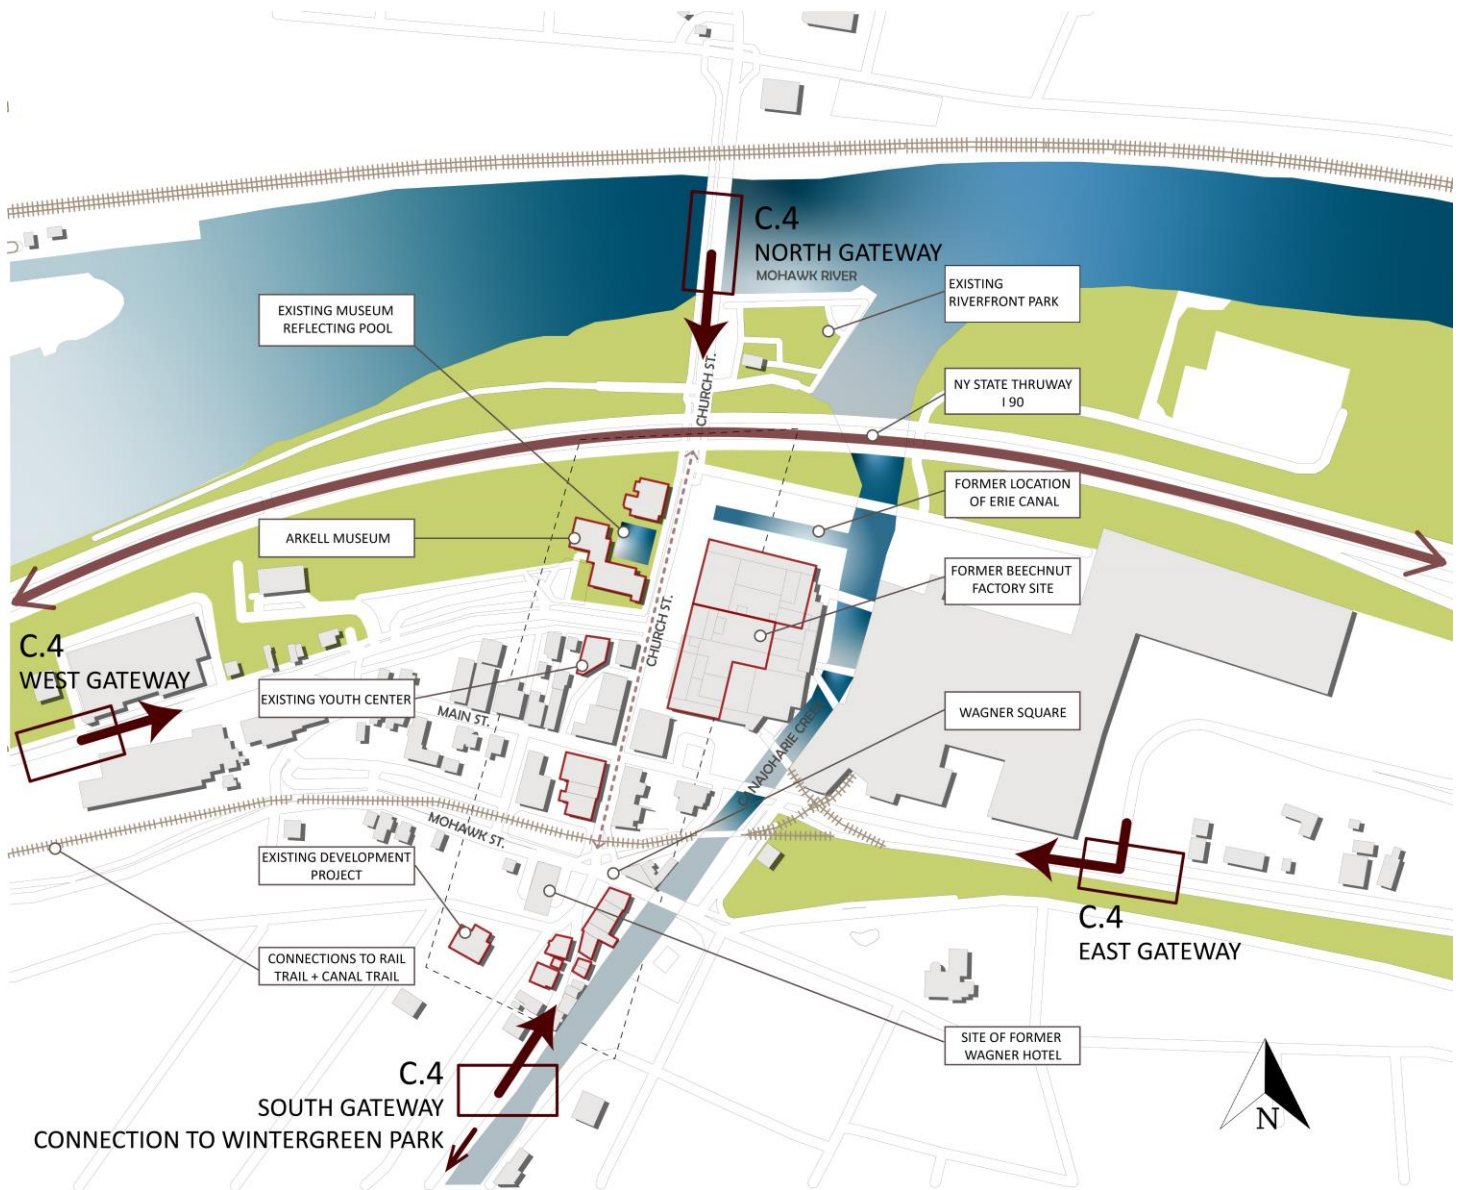 C.4
NORTH GATEWAY
MOHAWK RIVER
EXISTING
RIVERFRONT PARK
EXISTING MUSEUM
REFLECTING POOL
CHURCH ST.
NY STATE THRUWAY
I 90
FORMER LOCATION
OF ERIE CANAL
ARKELL MUSEUM
FORMER BEECHNUT
FACTORY SITE
CHURCH ST.
C.4
WEST GATEWAY
EXISTING YOUTH CENTER
MAIN ST.
WAGNER SQUARE
CANAJOHARIE CREEK
MOHAWK ST.
EXISTING DEVELOPMENT
PROJECT
C.4
EAST GATEWAY
CONNECTIONS TO RAIL
TRAIL + CANAL TRAIL
SITE OF FORMER
WAGNER HOTEL
C.4
SOUTH GATEWAY
CONNECTION TO WINTERGREEN PARK
N